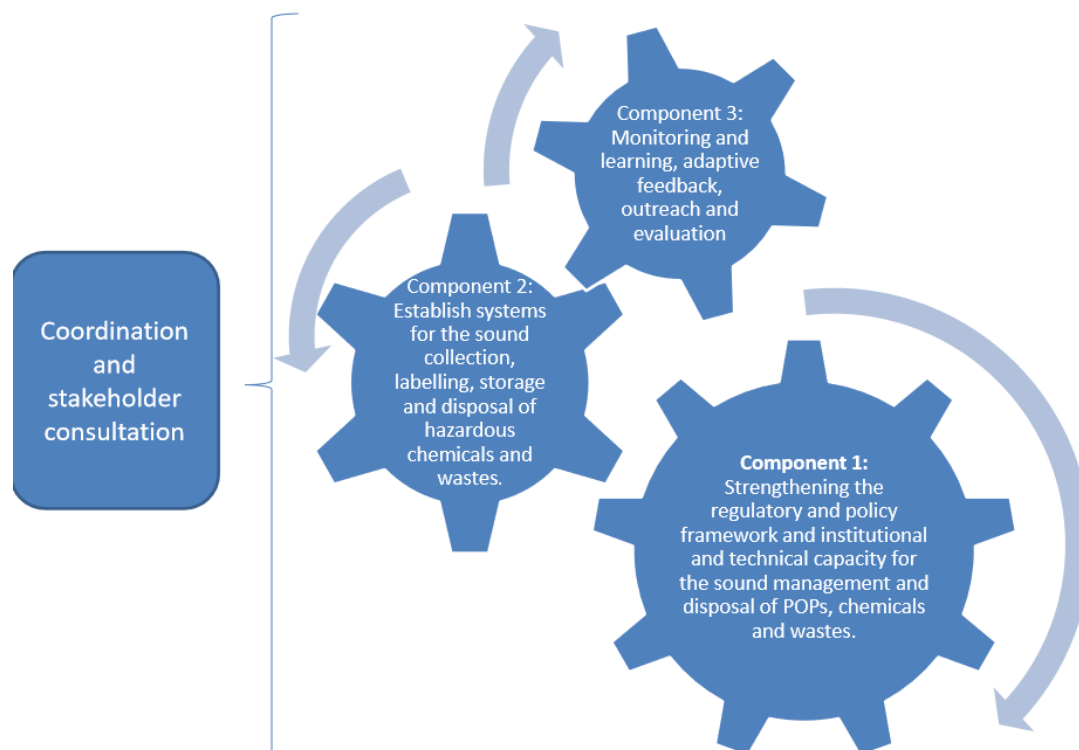 Coordination
and
stakeholder
consultation
Component 3:
Monitoring and
learning, adaptive
feedback,
outreach and
evaluation
Component 2:
Establish systems
for the sound
collection,
labelling, storage
and disposal of
hazardous
chemicals and
wastes.
Component 1:
Strengthening the
regulatory and policy
framework and institutional
and technical capacity for
the sound management and
disposal of POPs, chemicals
and wastes.